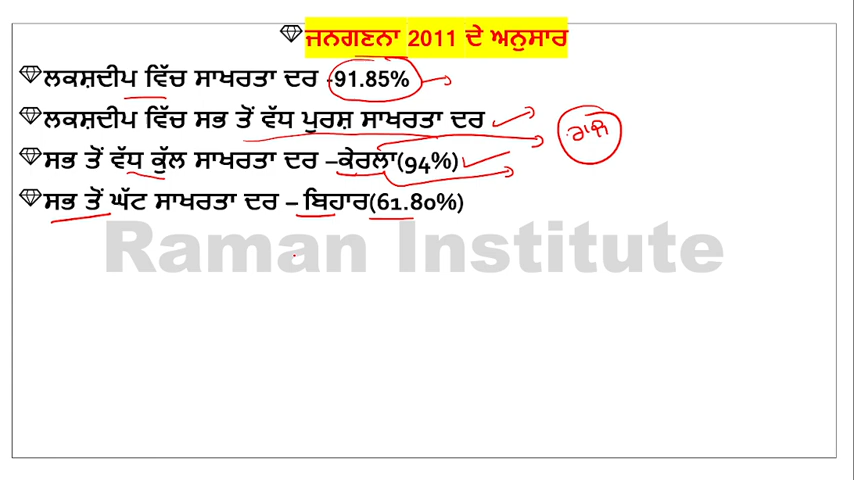 ਜਨਗਣਨਾ 2011 ਦੇ ਅਨੁਸਾਰ
ਲਕਸ਼ਦੀਪ ਵਿੱਚ ਸਾਖਰਤਾ ਦਰ -91.85%
ਲਕਸ਼ਦੀਪ ਵਿੱਚ ਸਭ ਤੋਂ ਵੱਧ ਪੁਰਸ਼ ਸਾਖਰਤਾ ਦਰ
ਸਭ ਤੋਂ ਵੱਧ ਕੁੱਲ ਸਾਖਰਤਾ ਦਰ –ਕੇਰਲਾ(94%)
ਸਭ ਤੋਂ ਘੱਟ ਸਾਖਰਤਾ ਦਰ – ਬਿਹਾਰ(61.80%)
Raman Institute